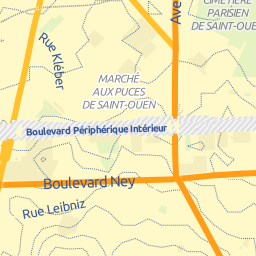 CIMETIÈRE
PARISIEN
DE SAINT-OUEN
Ave
Rue Kléber
MARCHÉ
AUX PUCES
DE SAINT-OUEN
Boulevard Périphérique Intérieur
Boulevard Ney
Rue Leibniz